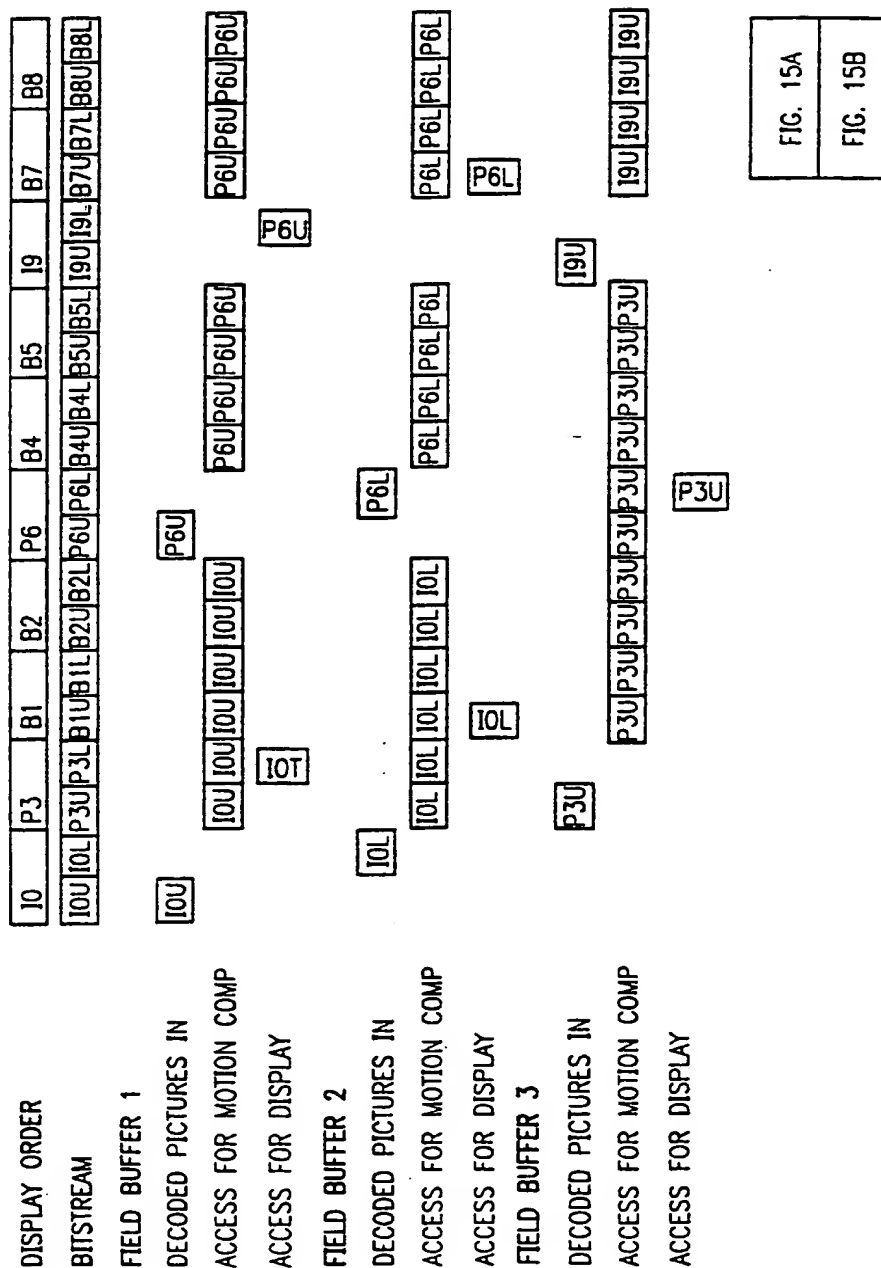 DISPLAY ORDER I0 P3 B1 B2 P6 B4 B5 I9 B7 B8
BITSTREAM I0U I0L P3U P3L B1U B1L B2U B2L P6U P6L B4U B4L B5U B5L I9U I9L B7U B7L B8U B8L
FIELD BUFFER 1
DECODED PICTURES IN I0U P6U
ACCESS FOR MOTION COMP I0U I0U I0U I0U I0U I0U P6U P6U P6U P6U P6U P6U P6U P6U
ACCESS FOR DISPLAY I0T P6U
FIELD BUFFER 2
DECODED PICTURES IN I0L P6L
ACCESS FOR MOTION COMP I0L I0L I0L I0L I0L I0L P6L P6L P6L P6L P6L P6L P6L P6L
ACCESS FOR DISPLAY I0L P6L
FIELD BUFFER 3
DECODED PICTURES IN P3U I9U
ACCESS FOR MOTION COMP P3U P3U P3U P3U P3U P3U P3U P3U P3U P3U I9U I9U I9U I9U
ACCESS FOR DISPLAY P3U
FIG. 15A
FIG. 15B